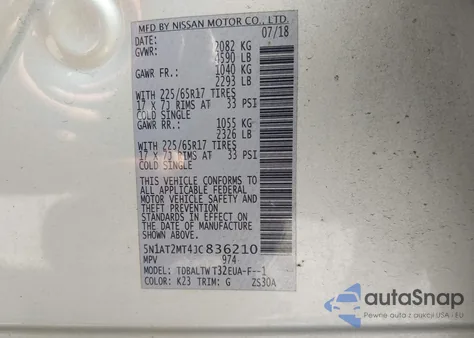 MFD BY NISSAN MOTOR CO., LTD.
DATE: 07/18
GVWR: 2082 KG
4590 LB
GAWR FR.: 1040 KG
2293 LB
WITH 225/65R17 TIRES
17 X 7J RIMS AT 33 PSI
COLD SINGLE
GAWR RR.: 1055 KG
2326 LB
WITH 225/65R17 TIRES
17 X 7J RIMS AT 33 PSI
COLD SINGLE
THIS VEHICLE CONFORMS TO
ALL APPLICABLE FEDERAL
MOTOR VEHICLE SAFETY
AND THEFT PREVENTION
STANDARDS IN EFFECT ON
THE DATE OF MANUFACTURE
SHOWN ABOVE.
5N1AT2MT4JC836210
MPV 974
MODEL: TDBALTW T32EUA-F--1
COLOR: K23 TRIM: G ZS30A
autaSnap
Pewne auta z aukcji USA i EU